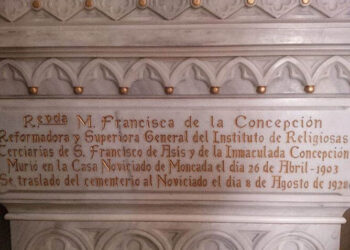 Rvda M. Francisca de la Concepción
Reformadora y Superiora General del Instituto de Religiosas
Terciarias de S. Francisco de Asis y de la Inmaculada Concepción
Murió en la Casa Noviciado de Moncada el dia 26 de Abril-1903
Se traslado del cementerio al Noviciado el dia 8 de Agosto de 1928